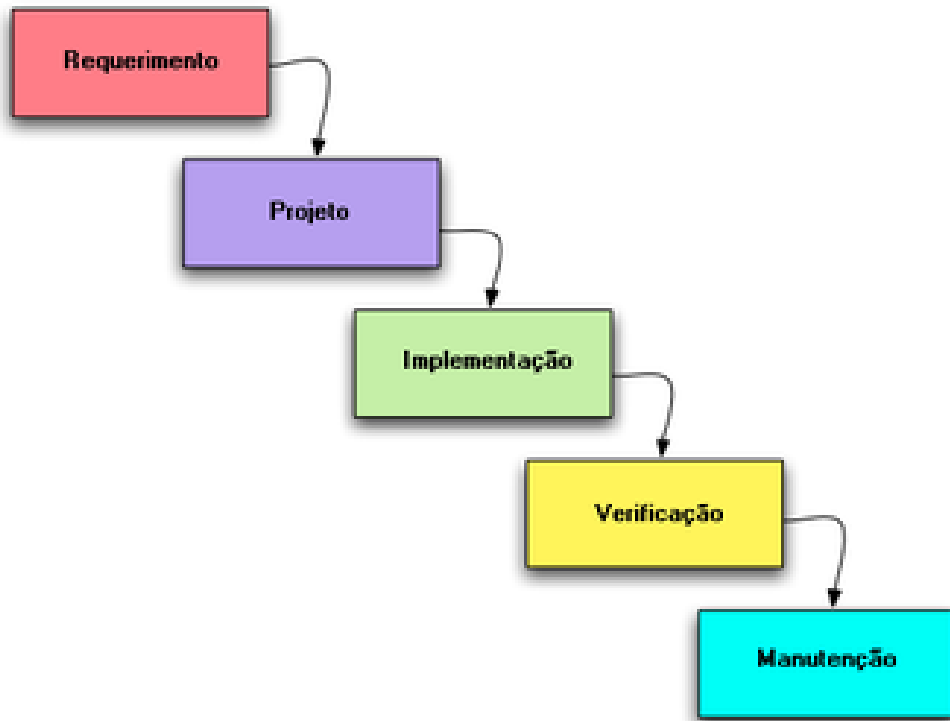 Requerimento
Projeto
Implementação
Verificação
Manutenção